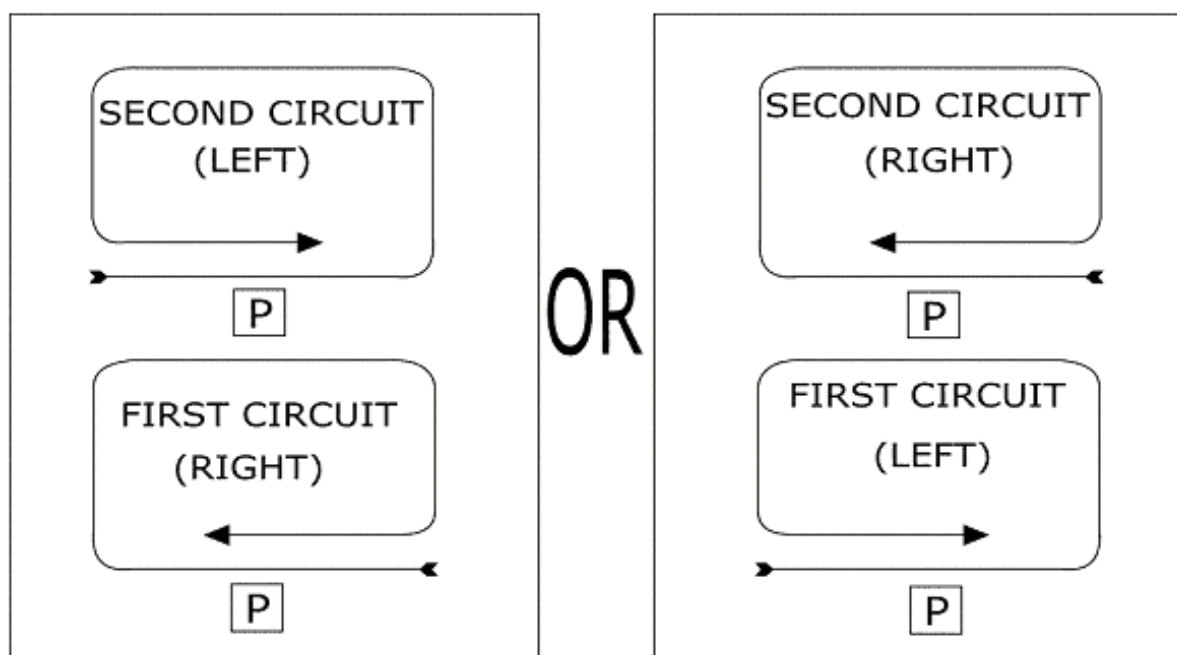 SECOND CIRCUIT
(LEFT)
P
FIRST CIRCUIT
(RIGHT)
P
OR
SECOND CIRCUIT
(RIGHT)
P
FIRST CIRCUIT
(LEFT)
P